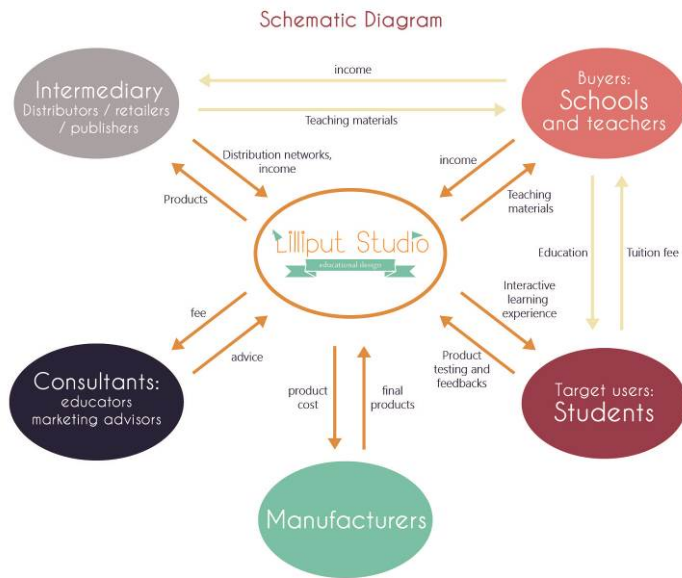 Schematic Diagram
Intermediary
Distributors / retailers
/ publishers
income
Teaching materials
Buyers:
Schools
and teachers
Distribution networks,
income
Products
income
Teaching
materials
Lilliput Studio
educational design
Education
Tuition fee
fee
advice
Interactive
learning
experience
Product
testing and
feedbacks
Consultants:
educators
marketing advisors
product
cost
final
products
Target users:
Students
Manufacturers